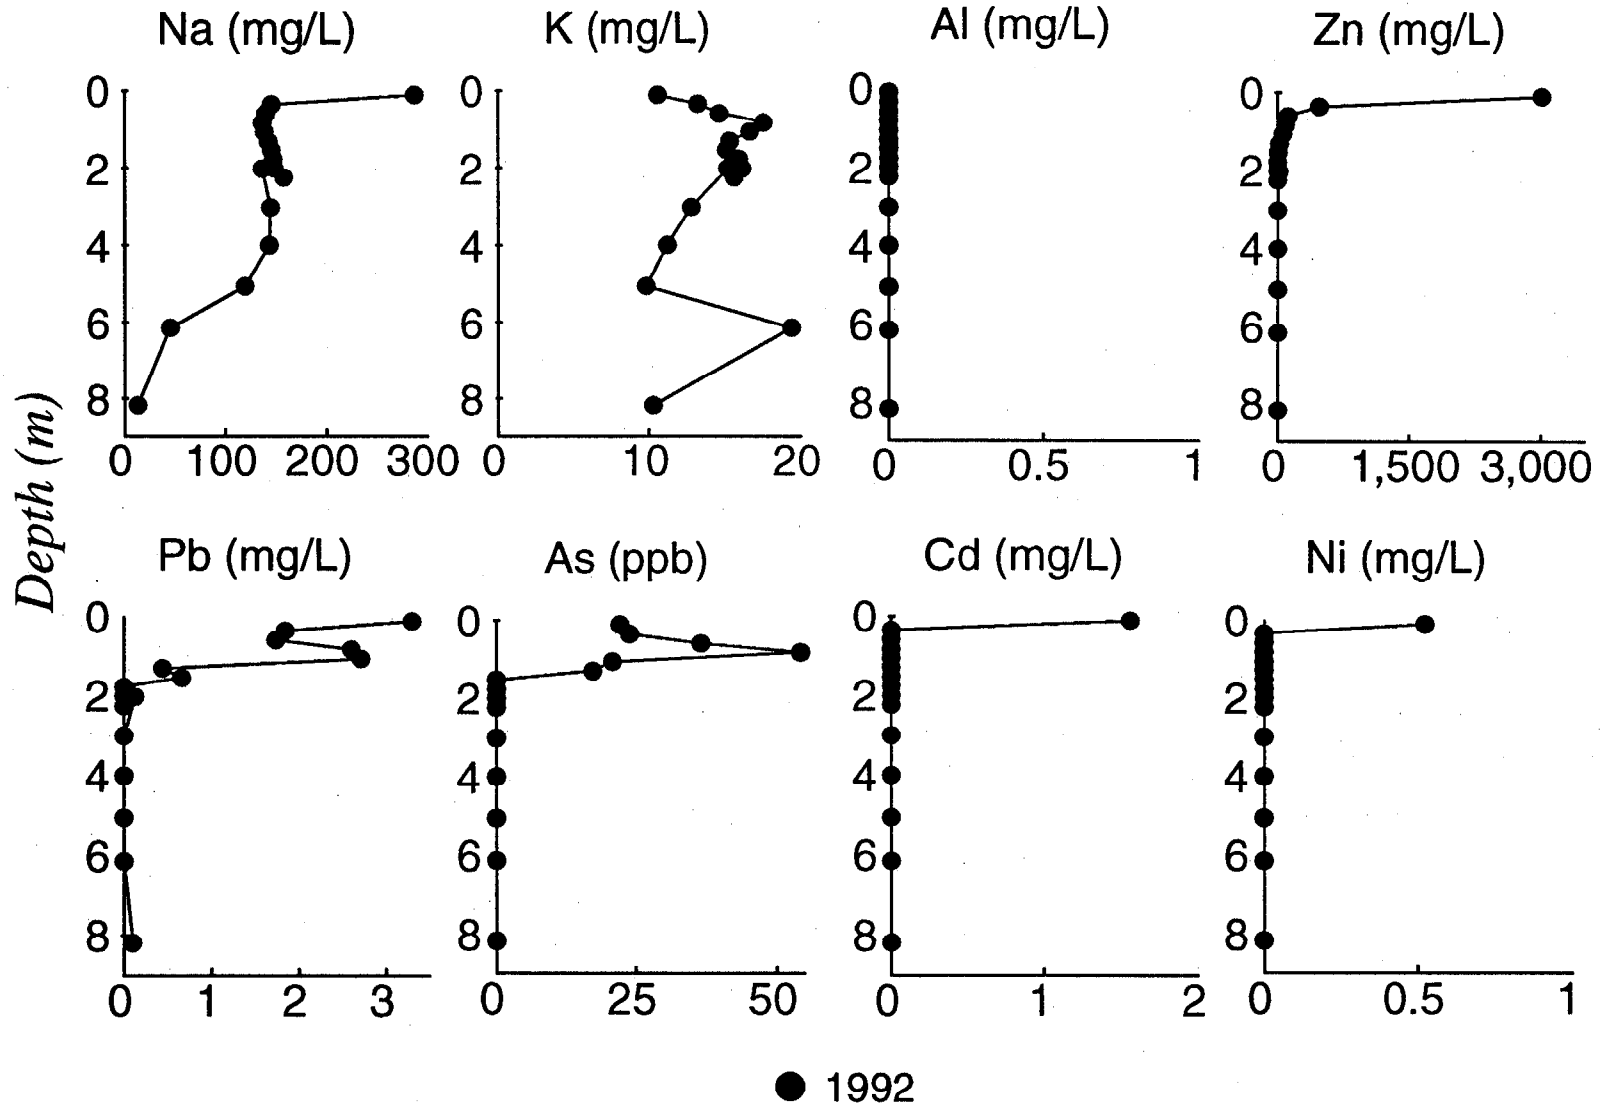 Na (mg/L) K (mg/L) Al (mg/L) Zn (mg/L)
0 0 0 0
2 2 2 2
4 4 4 4
6 6 6 6
8 8 8 8
0 100 200 300 0 10 20 0 0.5 1 0 1,500 3,000
Depth (m)
Pb (mg/L) As (ppb) Cd (mg/L) Ni (mg/L)
0 0 0 0
2 2 2 2
4 4 4 4
6 6 6 6
8 8 8 8
0 1 2 3 0 25 50 0 1 2 0 0.5 1
1992